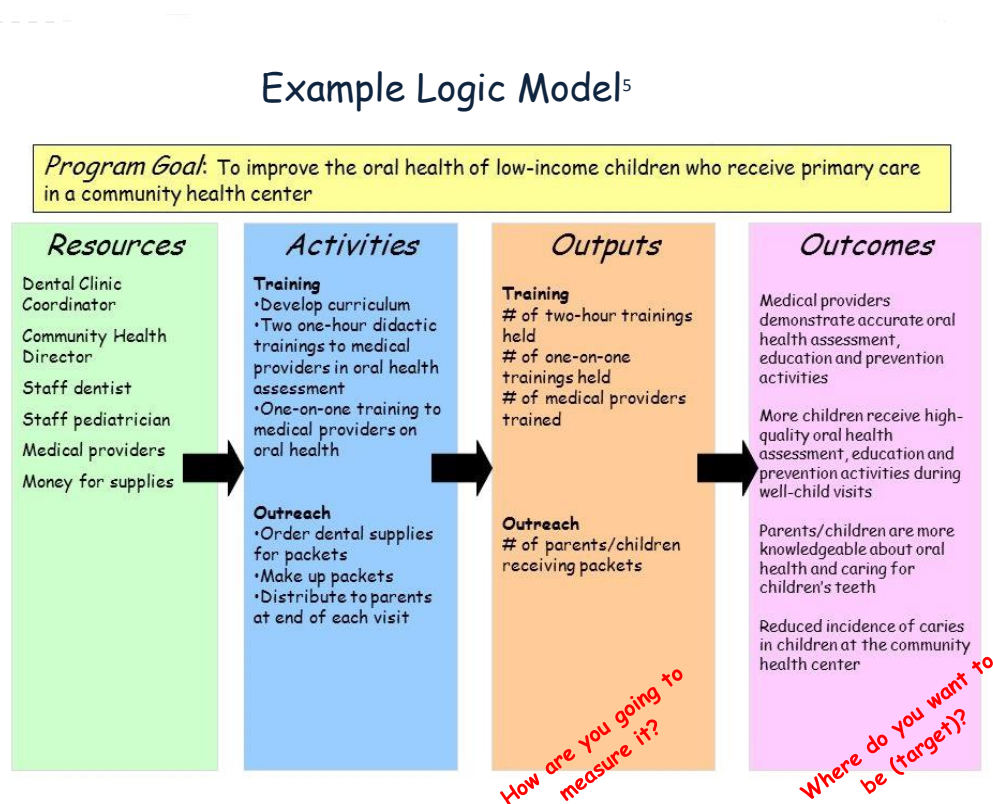 Example Logic Model5
Program Goal: To improve the oral health of low-income children who receive primary care
in a community health center
Resources
Dental Clinic
Coordinator
Community Health
Director
Staff dentist
Staff pediatrician
Medical providers
Money for supplies
Activities
Training
•Develop curriculum
•Two one-hour didactic
trainings to medical
providers in oral health
assessment
•One-on-one training to
medical providers on
oral health
Outreach
•Order dental supplies
for packets
•Make up packets
•Distribute to parents
at end of each visit
Outputs
Training
# of two-hour trainings
held
# of one-on-one
trainings held
# of medical providers
trained
Outreach
# of parents/children
receiving packets
How are you going to
measure it?
Outcomes
Medical providers
demonstrate accurate oral
health assessment,
education and prevention
activities
More children receive high-
quality oral health
assessment, education and
prevention activities during
well-child visits
Parents/children are more
knowledgeable about oral
health and caring for
children's teeth
Reduced incidence of caries
in children at the community
health center
Where do you want to
be (target)?